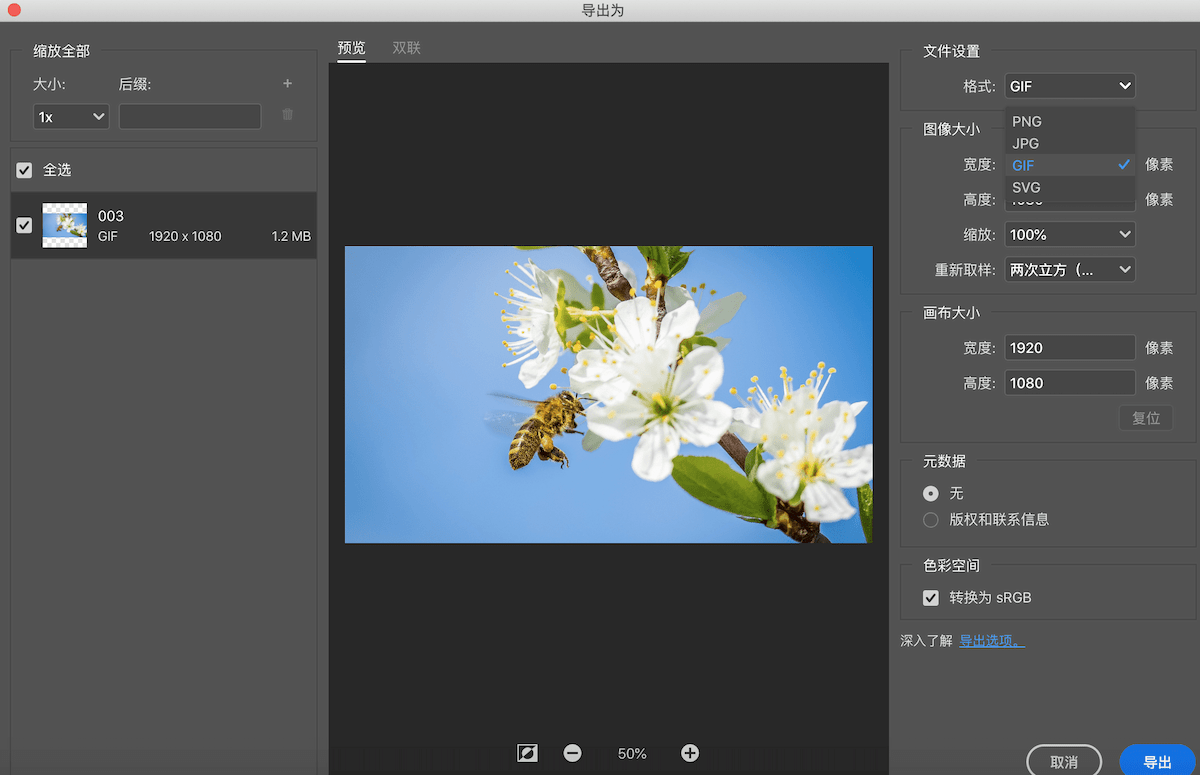 导出为
缩放全部
大小: 后缀: +
1x
全选
003
GIF 1920 x 1080 1.2 MB
预览 双联
50%
文件设置
格式: GIF
PNG
JPG
GIF
SVG
图像大小
宽度: 像素
高度: 像素
缩放: 100%
重新取样: 两次立方（...
画布大小
宽度: 1920 像素
高度: 1080 像素
复位
元数据
无
版权和联系信息
色彩空间
转换为 sRGB
深入了解 导出选项。
取消 导出